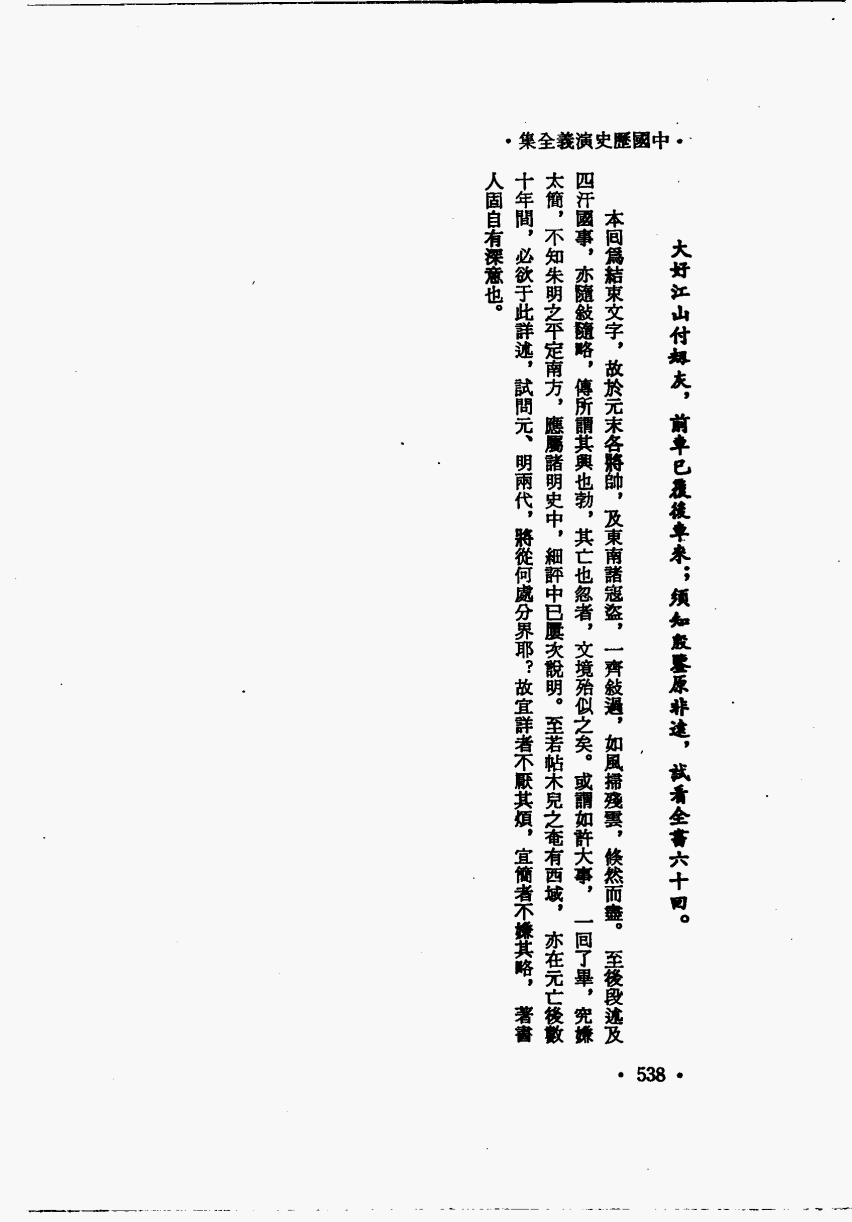 ·中國歷史演義全集·
大好江山付刼灰，前車已覆後車來；須知殷鑒原非遠，試看全書六十回。
本回爲結束文字，故於元末各將帥，及東南諸寇盜，一齊敍過，如風掃殘雲，倏然而盡。至後段述及
四汗國事，亦隨敍隨略，傳所謂其興也勃，其亡也忽者，文境殆似之矣。或謂如許大事，一回了畢，究嫌
太簡，不知朱明之平定南方，應屬諸明史中，細評中已屢次說明。至若帖木兒之奄有西域，亦在元亡後數
十年間，必欲于此詳述，試問元、明兩代，將從何處分界耶？故宜詳者不厭其煩，宜簡者不嫌其略，著書
人固自有深意也。
·538·